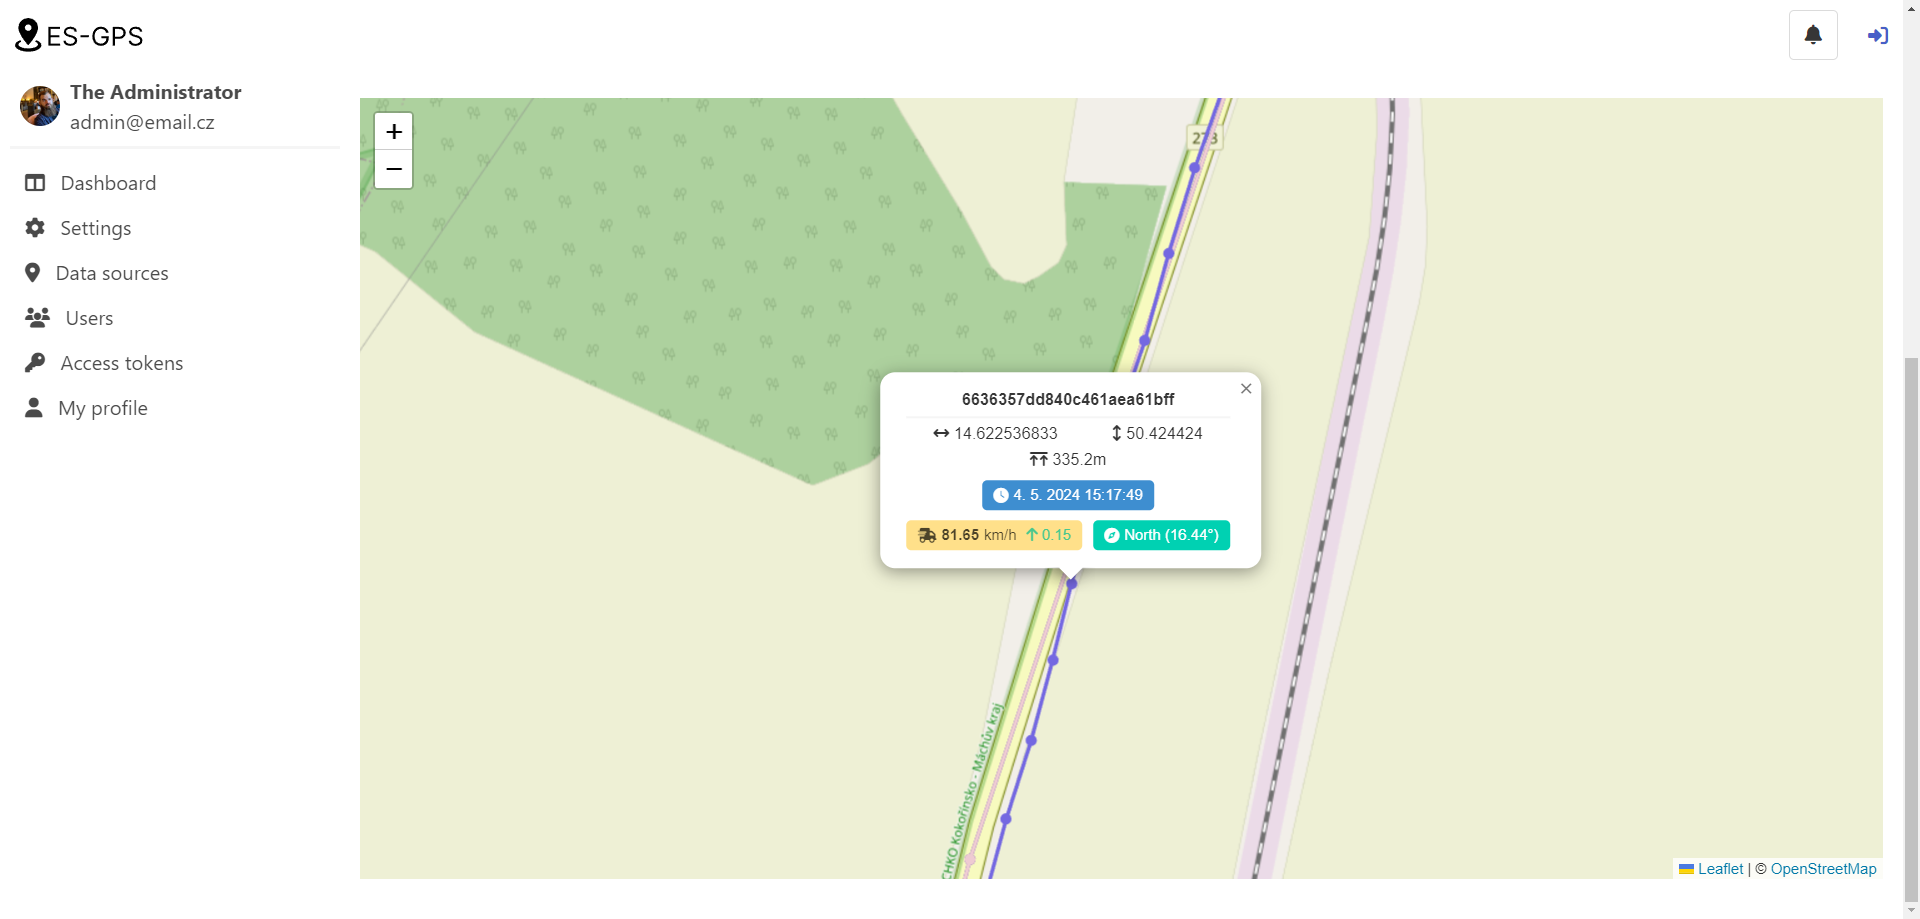 ES-GPS
The Administrator
admin@email.cz
Dashboard
Settings
Data sources
Users
Access tokens
My profile
+
−
273
6636357dd840c461aea61bff
14.622536833 50.424424
335.2m
4. 5. 2024 15:17:49
81.65 km/h 0.15 North (16.44°)
CHKO Kokořínsko - Máchův kraj
Leaflet | © OpenStreetMap